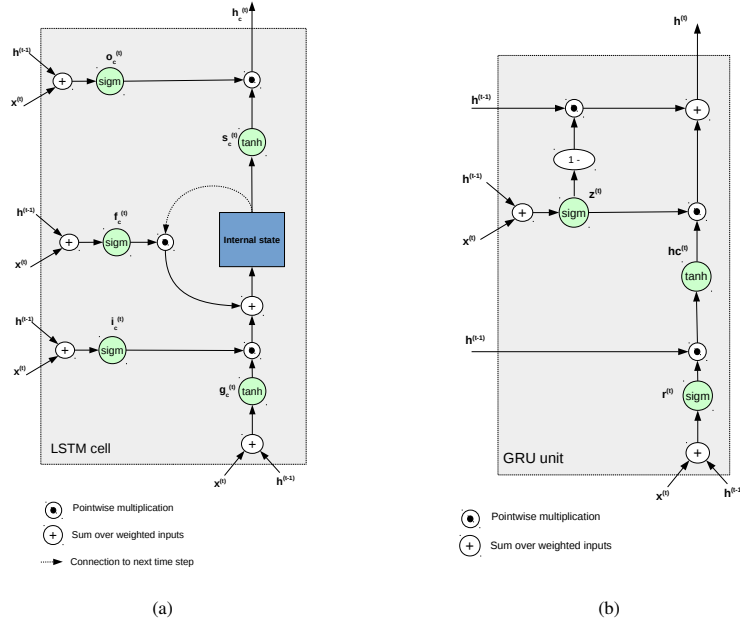 h_c^(t)
h^(t-1)
o_c^(t)
+
sigm
x^(t)
s_c^(t)
tanh
h^(t-1)
f_c^(t)
+
sigm
Internal state
x^(t)
+
h^(t-1)
i_c^(t)
+
sigm
x^(t)
g_c^(t)
tanh
LSTM cell
+
x^(t)
h^(t-1)
Pointwise multiplication
+ Sum over weighted inputs
Connection to next time step
(a)
h^(t)
h^(t-1)
+
1 -
h^(t-1)
z^(t)
+
sigm
x^(t)
hc^(t)
tanh
h^(t-1)
r^(t)
sigm
GRU unit
+
x^(t)
h^(t-1)
Pointwise multiplication
+ Sum over weighted inputs
(b)